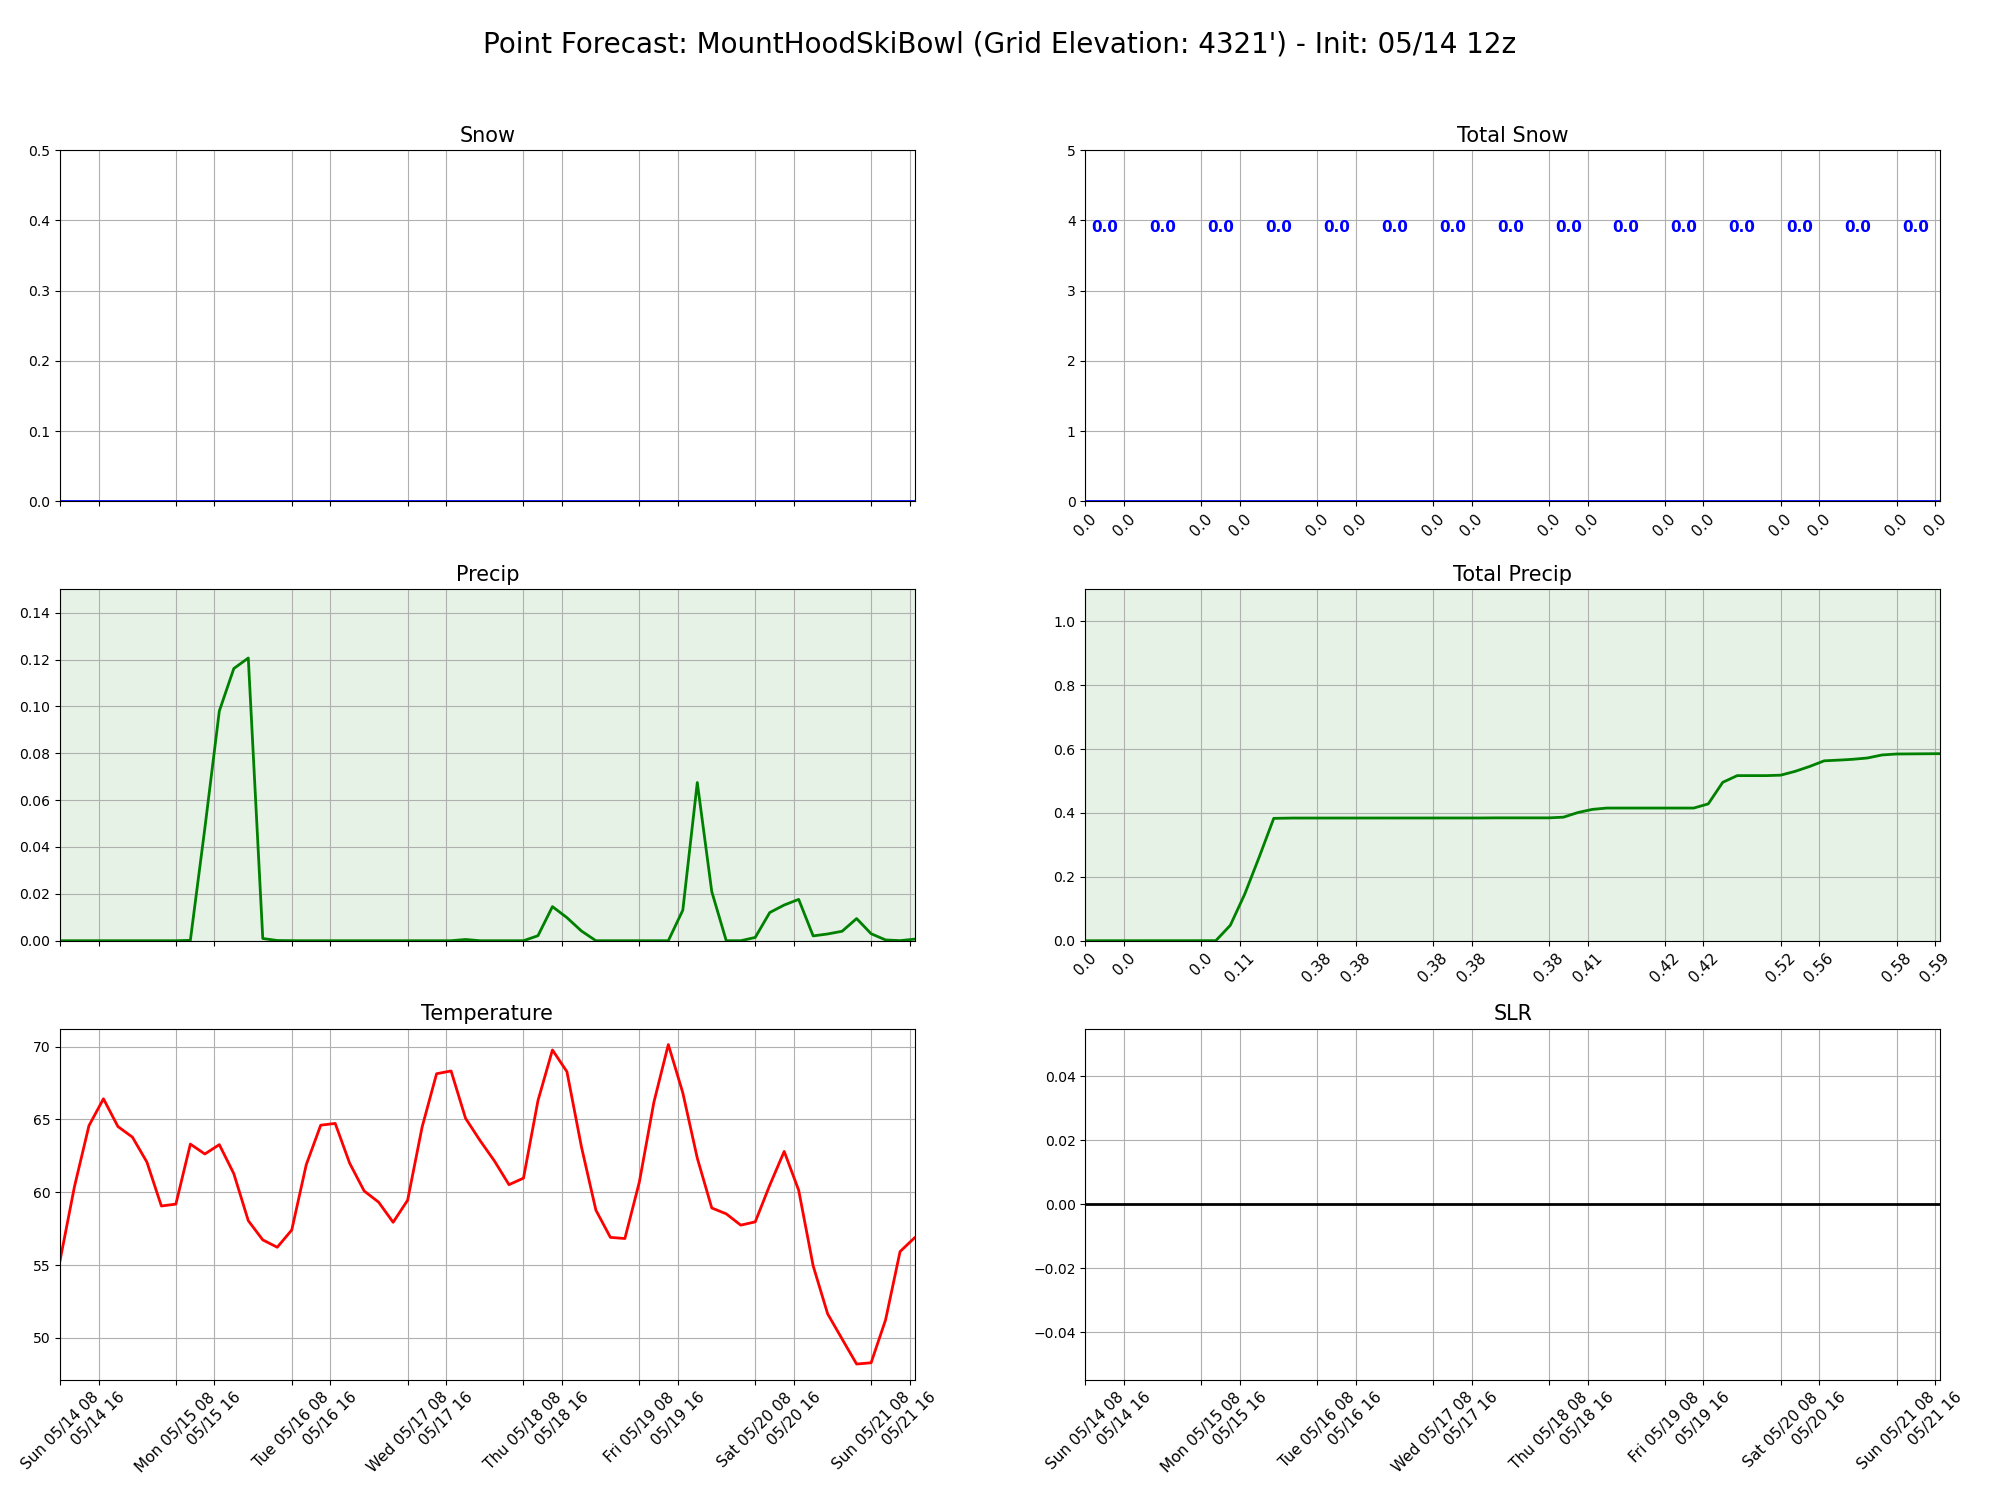 Point Forecast: MountHoodSkiBowl (Grid Elevation: 4321') - Init: 05/14 12z
Snow
0.5
0.4
0.3
0.2
0.1
0.0
Total Snow
5
4
3
2
1
0
0.0 0.0 0.0 0.0 0.0 0.0 0.0 0.0 0.0 0.0 0.0 0.0 0.0 0.0 0.0
0.0 0.0 0.0 0.0 0.0 0.0 0.0 0.0 0.0 0.0 0.0 0.0 0.0 0.0 0.0 0.0
Precip
0.14
0.12
0.10
0.08
0.06
0.04
0.02
0.00
Total Precip
1.0
0.8
0.6
0.4
0.2
0.0
0.0 0.0 0.0 0.11 0.38 0.38 0.38 0.38 0.38 0.41 0.42 0.42 0.52 0.56 0.58 0.59
Temperature
70
65
60
55
50
Sun 05/14 08
05/14 16
Mon 05/15 08
05/15 16
Tue 05/16 08
05/16 16
Wed 05/17 08
05/17 16
Thu 05/18 08
05/18 16
Fri 05/19 08
05/19 16
Sat 05/20 08
05/20 16
Sun 05/21 08
05/21 16
SLR
0.04
0.02
0.00
−0.02
−0.04
Sun 05/14 08
05/14 16
Mon 05/15 08
05/15 16
Tue 05/16 08
05/16 16
Wed 05/17 08
05/17 16
Thu 05/18 08
05/18 16
Fri 05/19 08
05/19 16
Sat 05/20 08
05/20 16
Sun 05/21 08
05/21 16